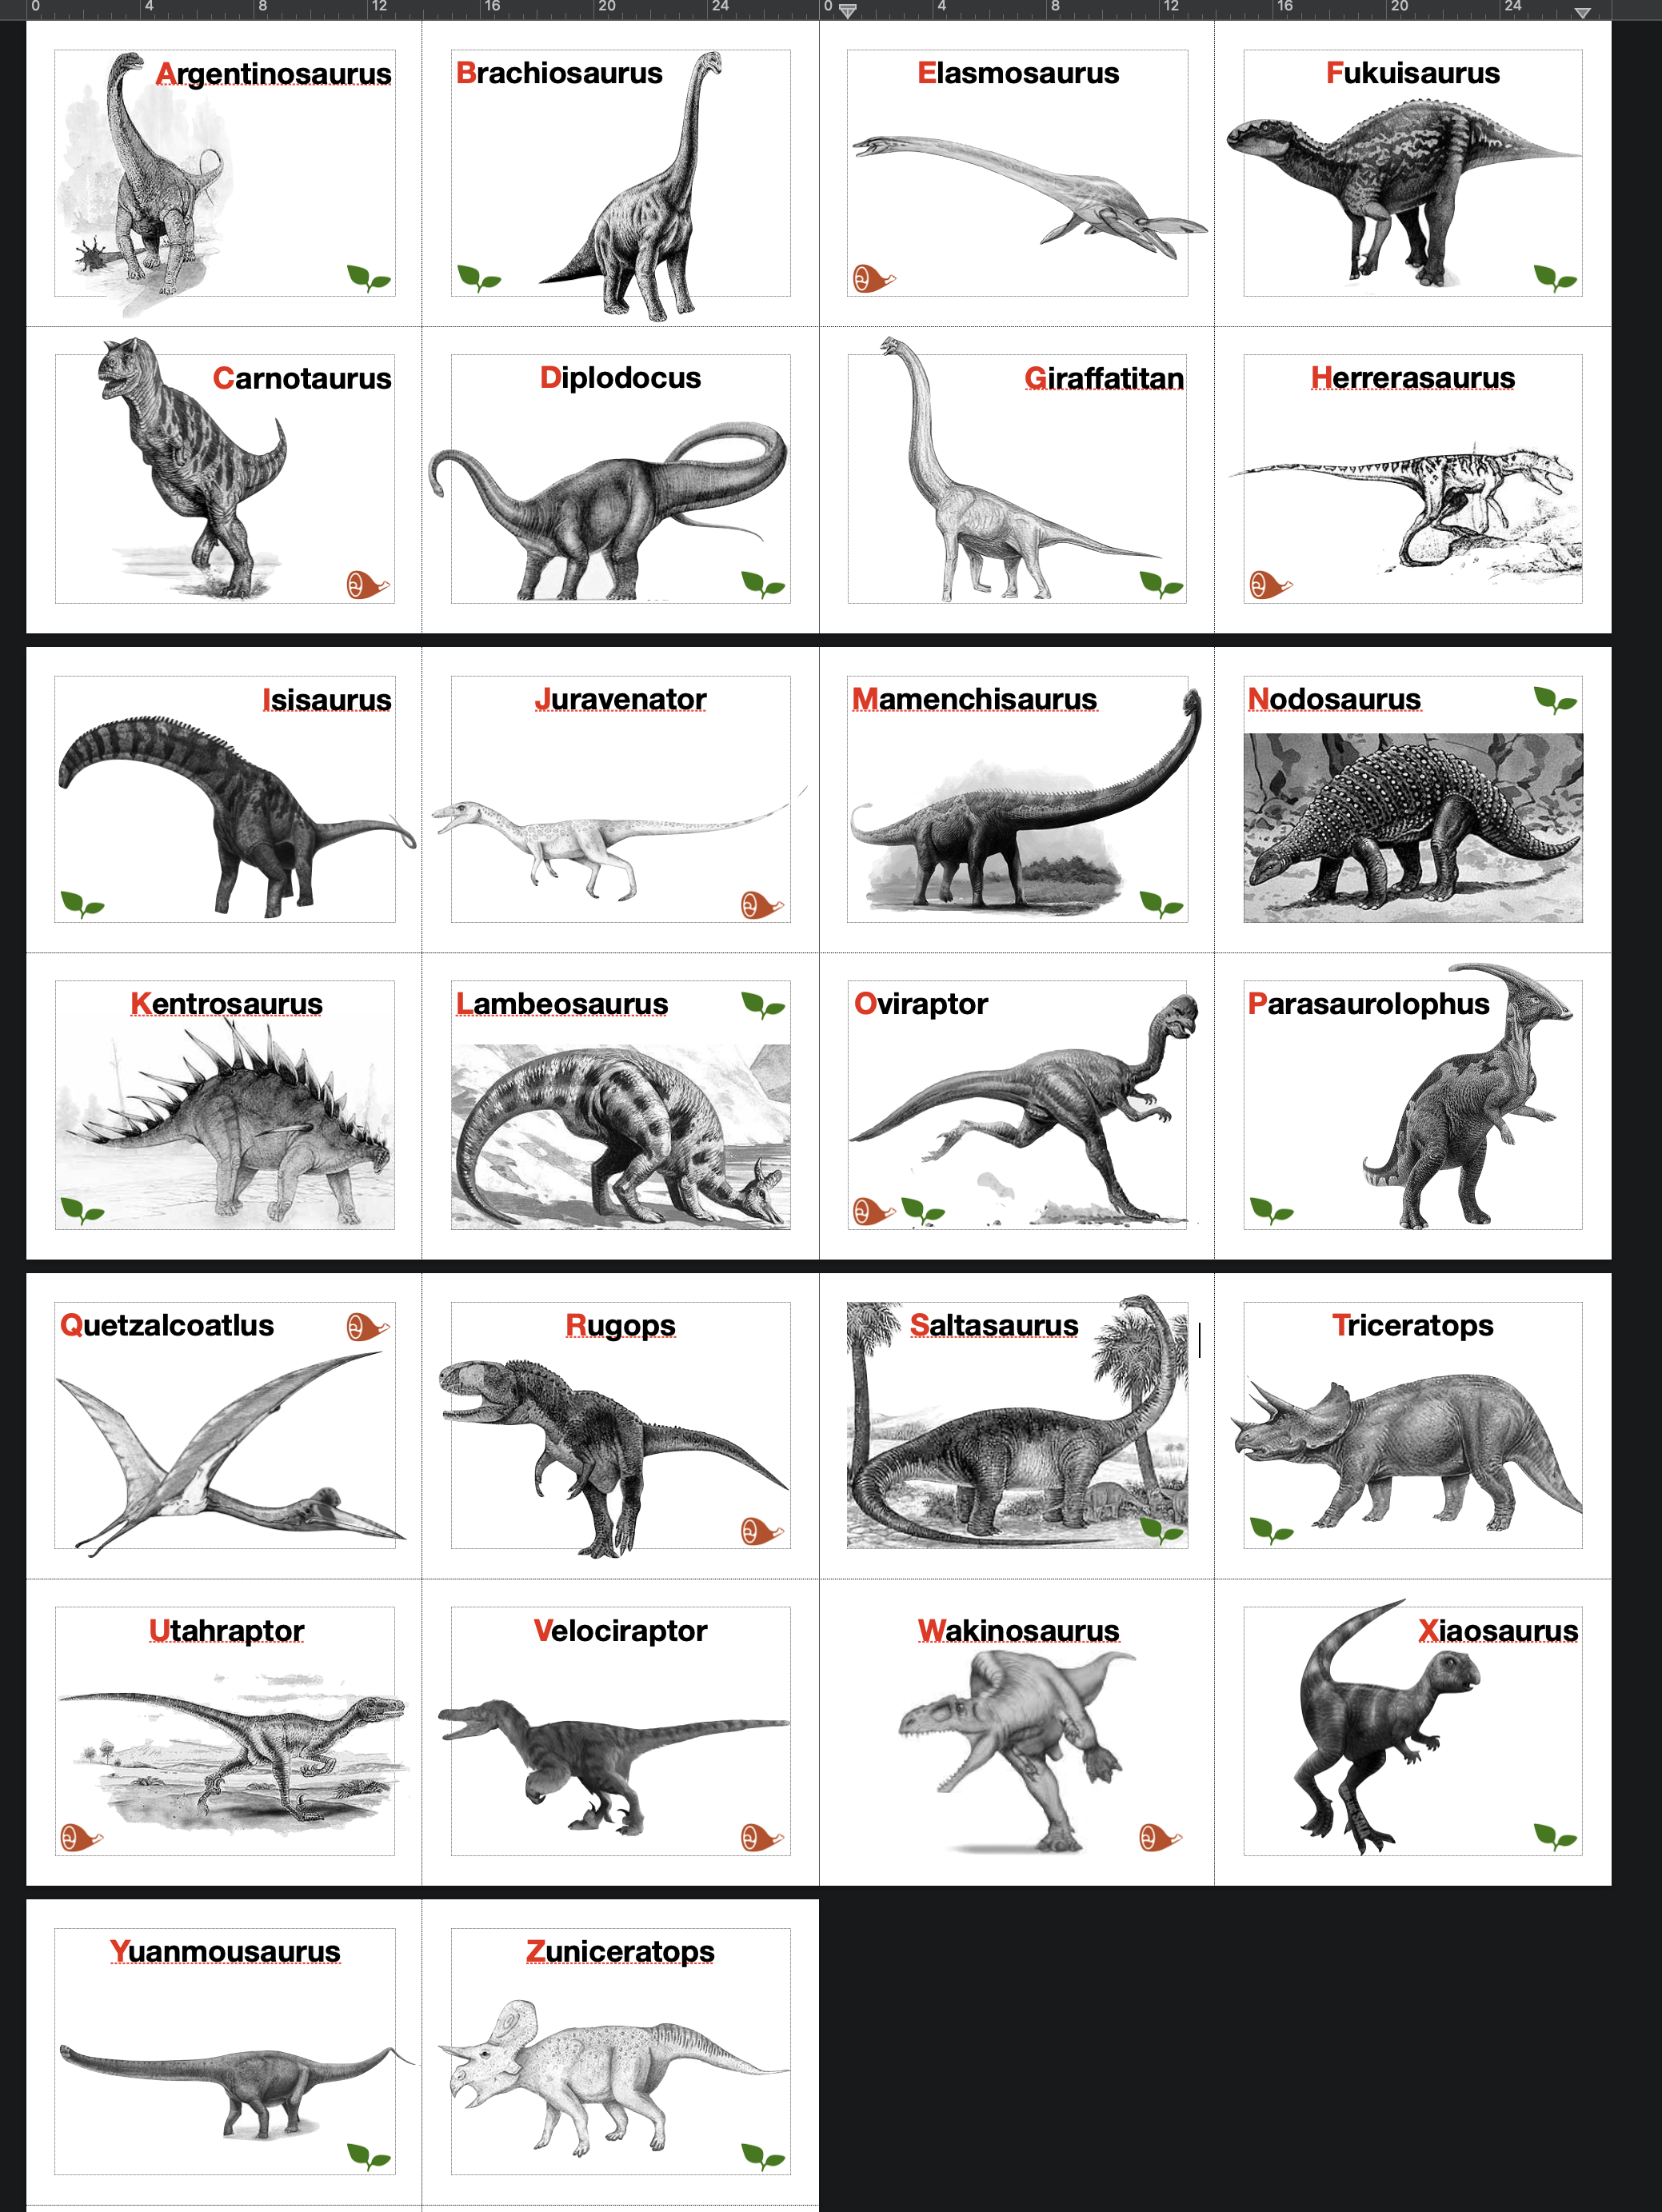 0 4 8 12 16 20 24 0 4 8 12 16 20 24
Argentinosaurus
Brachiosaurus
Elasmosaurus
Fukuisaurus
Carnotaurus
Diplodocus
Giraffatitan
Herrerasaurus
Isisaurus
Juravenator
Mamenchisaurus
Nodosaurus
Kentrosaurus
Lambeosaurus
Oviraptor
Parasaurolophus
Quetzalcoatlus
Rugops
Saltasaurus
Triceratops
Utahraptor
Velociraptor
Wakinosaurus
Xiaosaurus
Yuanmousaurus
Zuniceratops